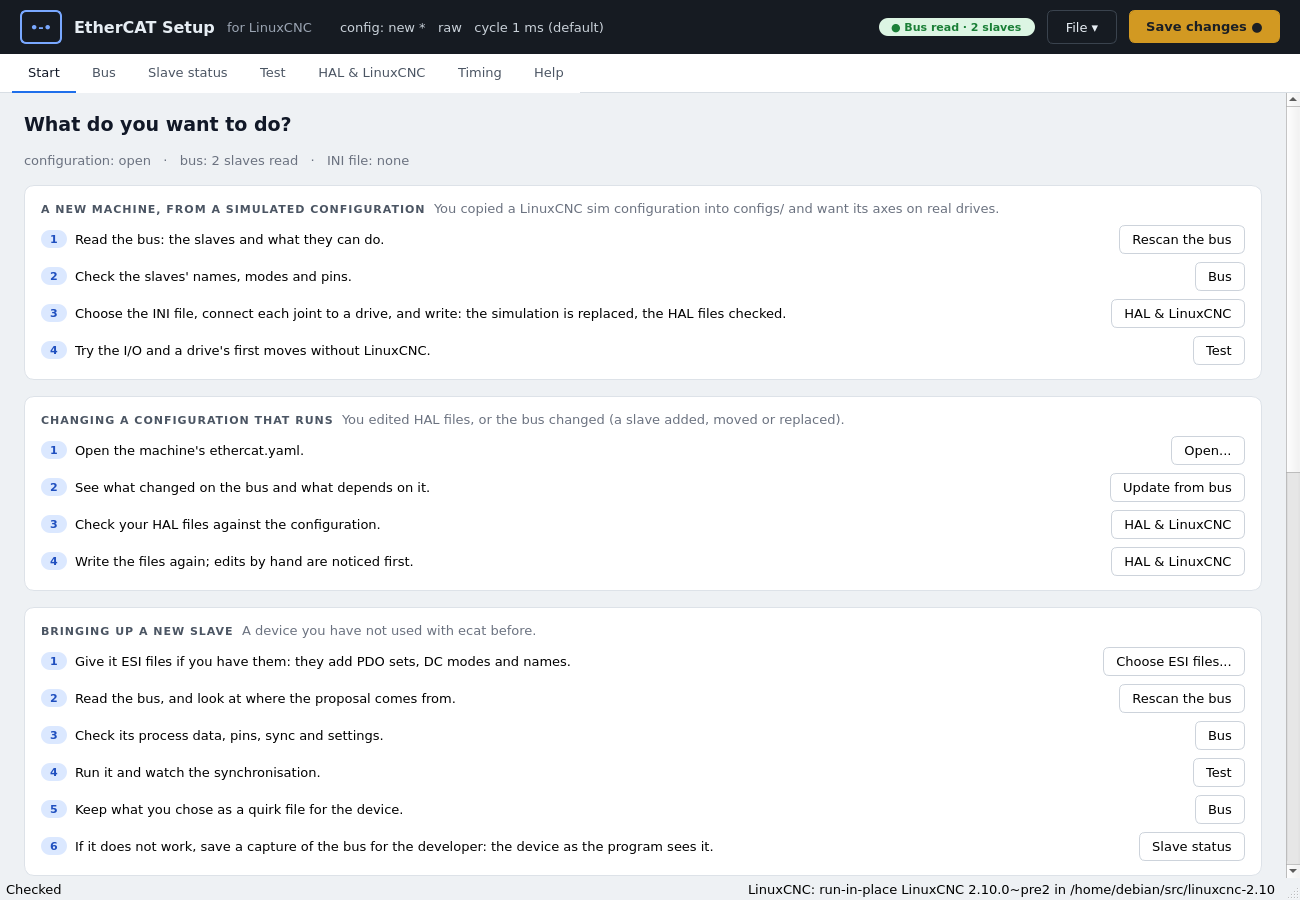 EtherCAT Setup for LinuxCNC config: new * raw cycle 1 ms (default) ● Bus read · 2 slaves File ▾ Save changes ●
Start Bus Slave status Test HAL & LinuxCNC Timing Help
What do you want to do?
configuration: open · bus: 2 slaves read · INI file: none
A NEW MACHINE, FROM A SIMULATED CONFIGURATION You copied a LinuxCNC sim configuration into configs/ and want its axes on real drives.
1 Read the bus: the slaves and what they can do. Rescan the bus
2 Check the slaves' names, modes and pins. Bus
3 Choose the INI file, connect each joint to a drive, and write: the simulation is replaced, the HAL files checked. HAL & LinuxCNC
4 Try the I/O and a drive's first moves without LinuxCNC. Test
CHANGING A CONFIGURATION THAT RUNS You edited HAL files, or the bus changed (a slave added, moved or replaced).
1 Open the machine's ethercat.yaml. Open...
2 See what changed on the bus and what depends on it. Update from bus
3 Check your HAL files against the configuration. HAL & LinuxCNC
4 Write the files again; edits by hand are noticed first. HAL & LinuxCNC
BRINGING UP A NEW SLAVE A device you have not used with ecat before.
1 Give it ESI files if you have them: they add PDO sets, DC modes and names. Choose ESI files...
2 Read the bus, and look at where the proposal comes from. Rescan the bus
3 Check its process data, pins, sync and settings. Bus
4 Run it and watch the synchronisation. Test
5 Keep what you chose as a quirk file for the device. Bus
6 If it does not work, save a capture of the bus for the developer: the device as the program sees it. Slave status
Checked LinuxCNC: run-in-place LinuxCNC 2.10.0~pre2 in /home/debian/src/linuxcnc-2.10